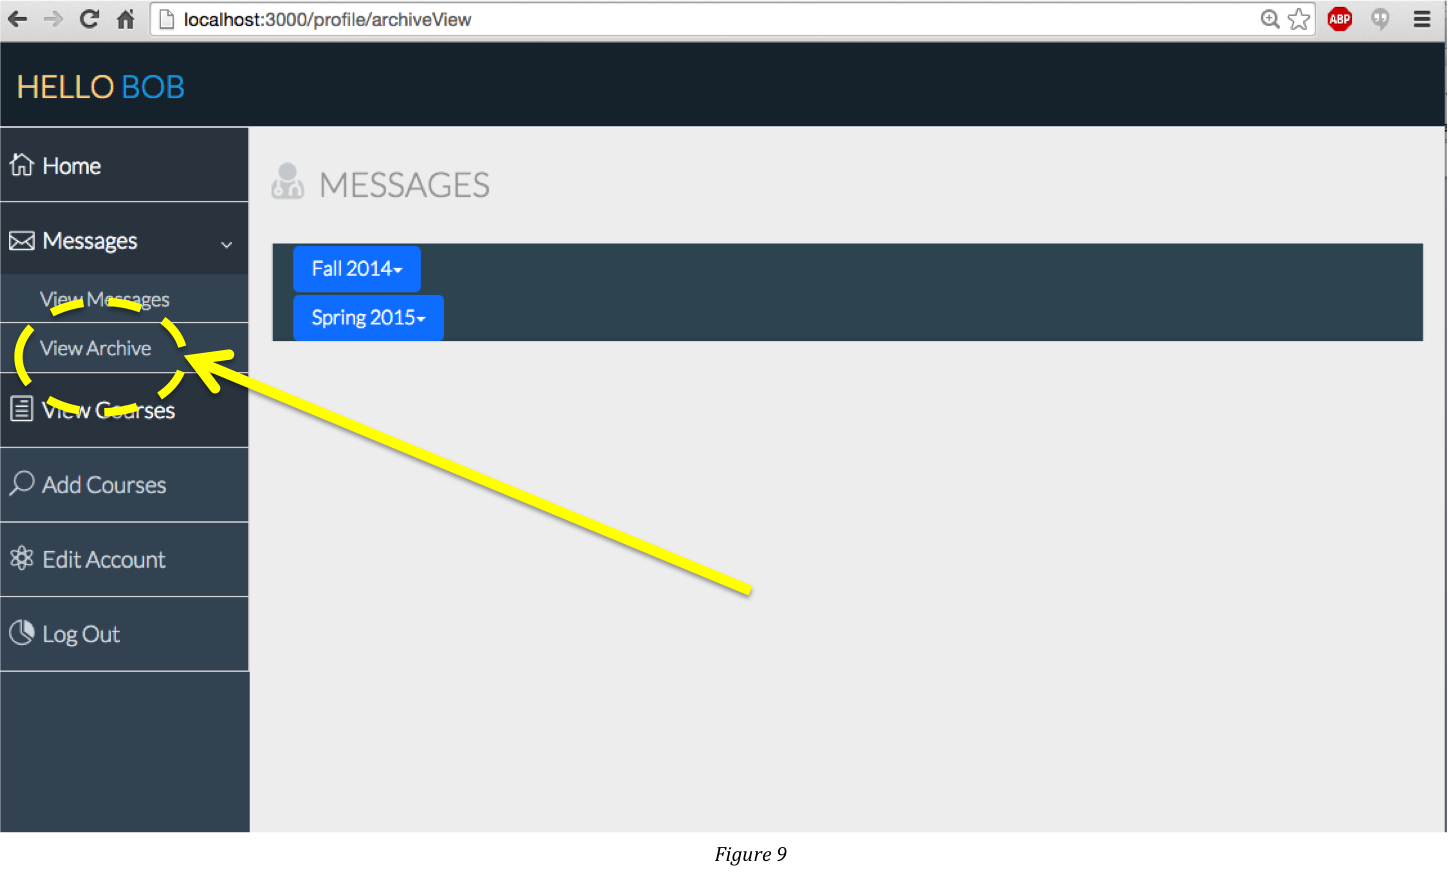 localhost:3000/profile/archiveView
ABP
HELLO BOB
Home
Messages
View Messages
View Archive
View Courses
Add Courses
Edit Account
Log Out
MESSAGES
Fall 2014
Spring 2015
Figure 9